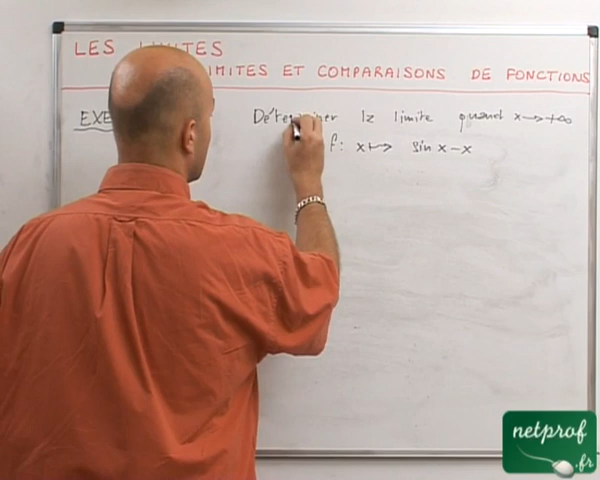 LES LIMITES
LIMITES ET COMPARAISONS DE FONCTIONS
EXE
Déterminer la limite quand x → +∞
f : x ↦ sin x - x
netprof
.fr